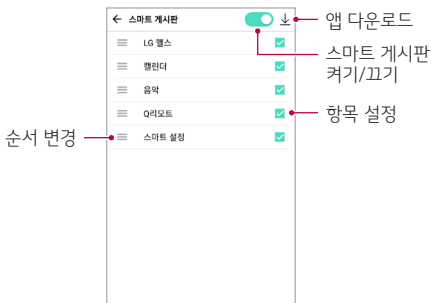 스마트 게시판
앱 다운로드
스마트 게시판
켜기/끄기
LG 헬스
캘린더
음악
Q리모트
항목 설정
스마트 설정
순서 변경